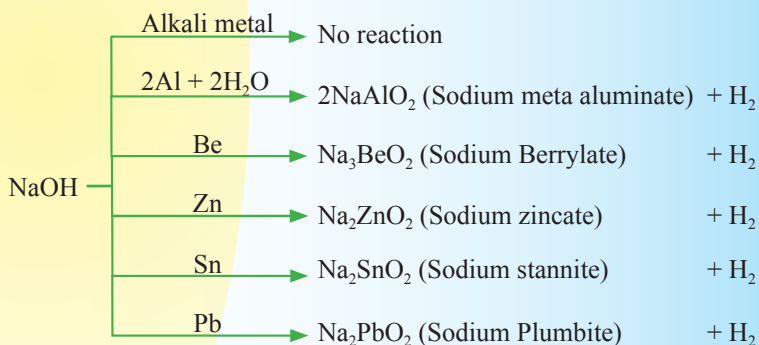 Alkali metal → No reaction
2Al + 2H₂O → 2NaAlO₂ (Sodium meta aluminate) + H₂
Be → Na₃BeO₂ (Sodium Berrylate) + H₂
NaOH
Zn → Na₂ZnO₂ (Sodium zincate) + H₂
Sn → Na₂SnO₂ (Sodium stannite) + H₂
Pb → Na₂PbO₂ (Sodium Plumbite) + H₂